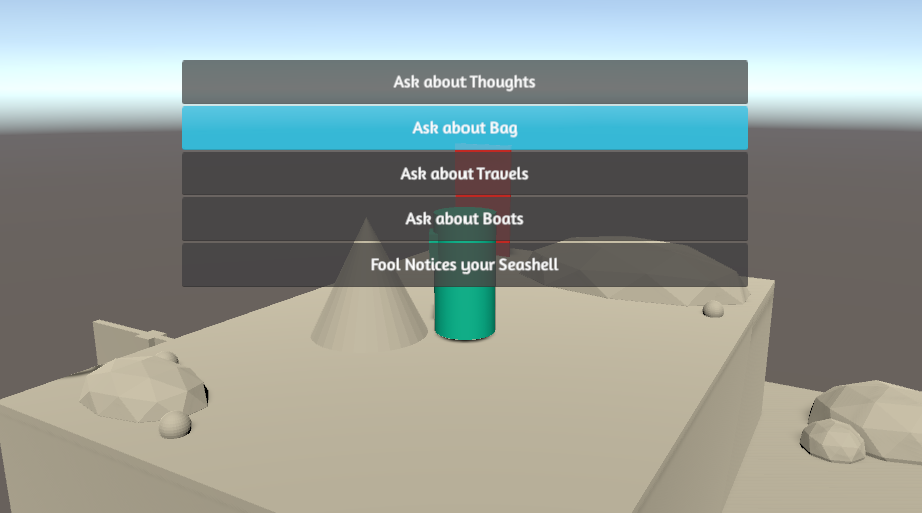 Ask about Thoughts
Ask about Bag
Ask about Travels
Ask about Boats
Fool Notices your Seashell